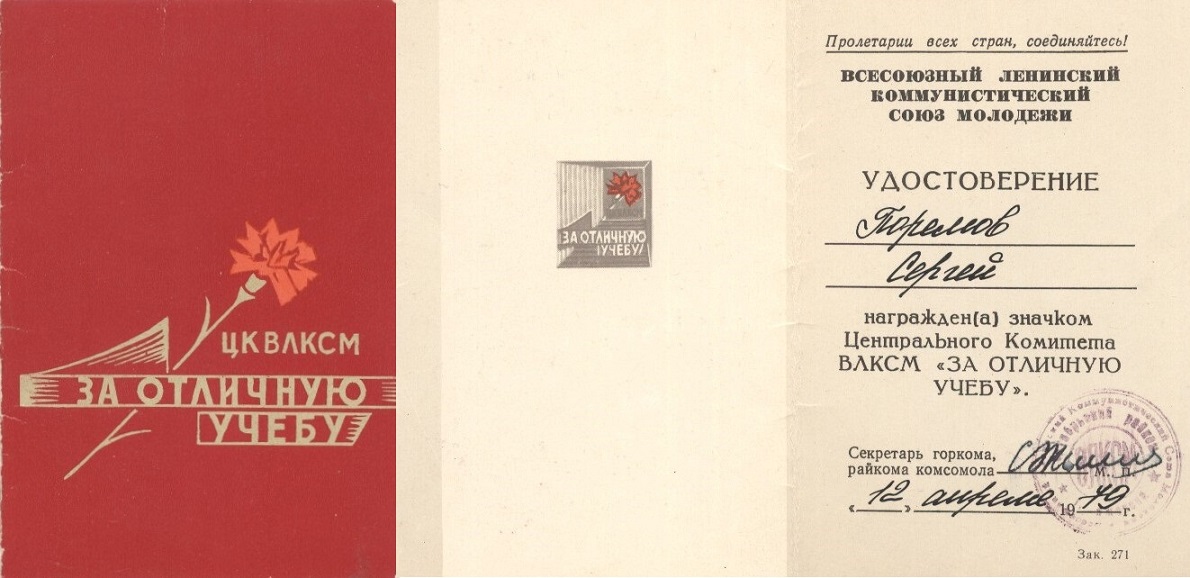 ЦК ВЛКСМ
ЗА ОТЛИЧНУЮ
УЧЕБУ
ЗА ОТЛИЧНУЮ
УЧЕБУ
Пролетарии всех стран, соединяйтесь!
ВСЕСОЮЗНЫЙ ЛЕНИНСКИЙ
КОММУНИСТИЧЕСКИЙ
СОЮЗ МОЛОДЕЖИ
УДОСТОВЕРЕНИЕ
Сергей
награжден(а) значком
Центрального Комитета
ВЛКСМ «ЗА ОТЛИЧНУЮ
УЧЕБУ».
Секретарь горкома,
райкома комсомола
м. п.
«12» апреля 1979 г.
Зак. 271